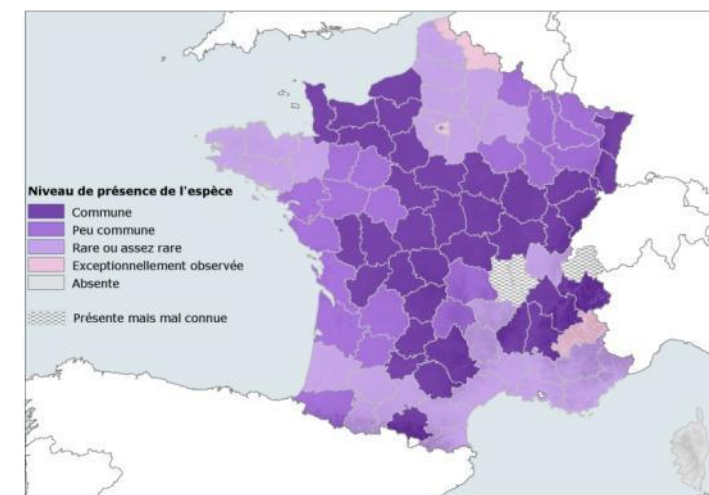 Niveau de présence de l'espèce
Commune
Peu commune
Rare ou assez rare
Exceptionnellement observée
Absente
Présente mais mal connue